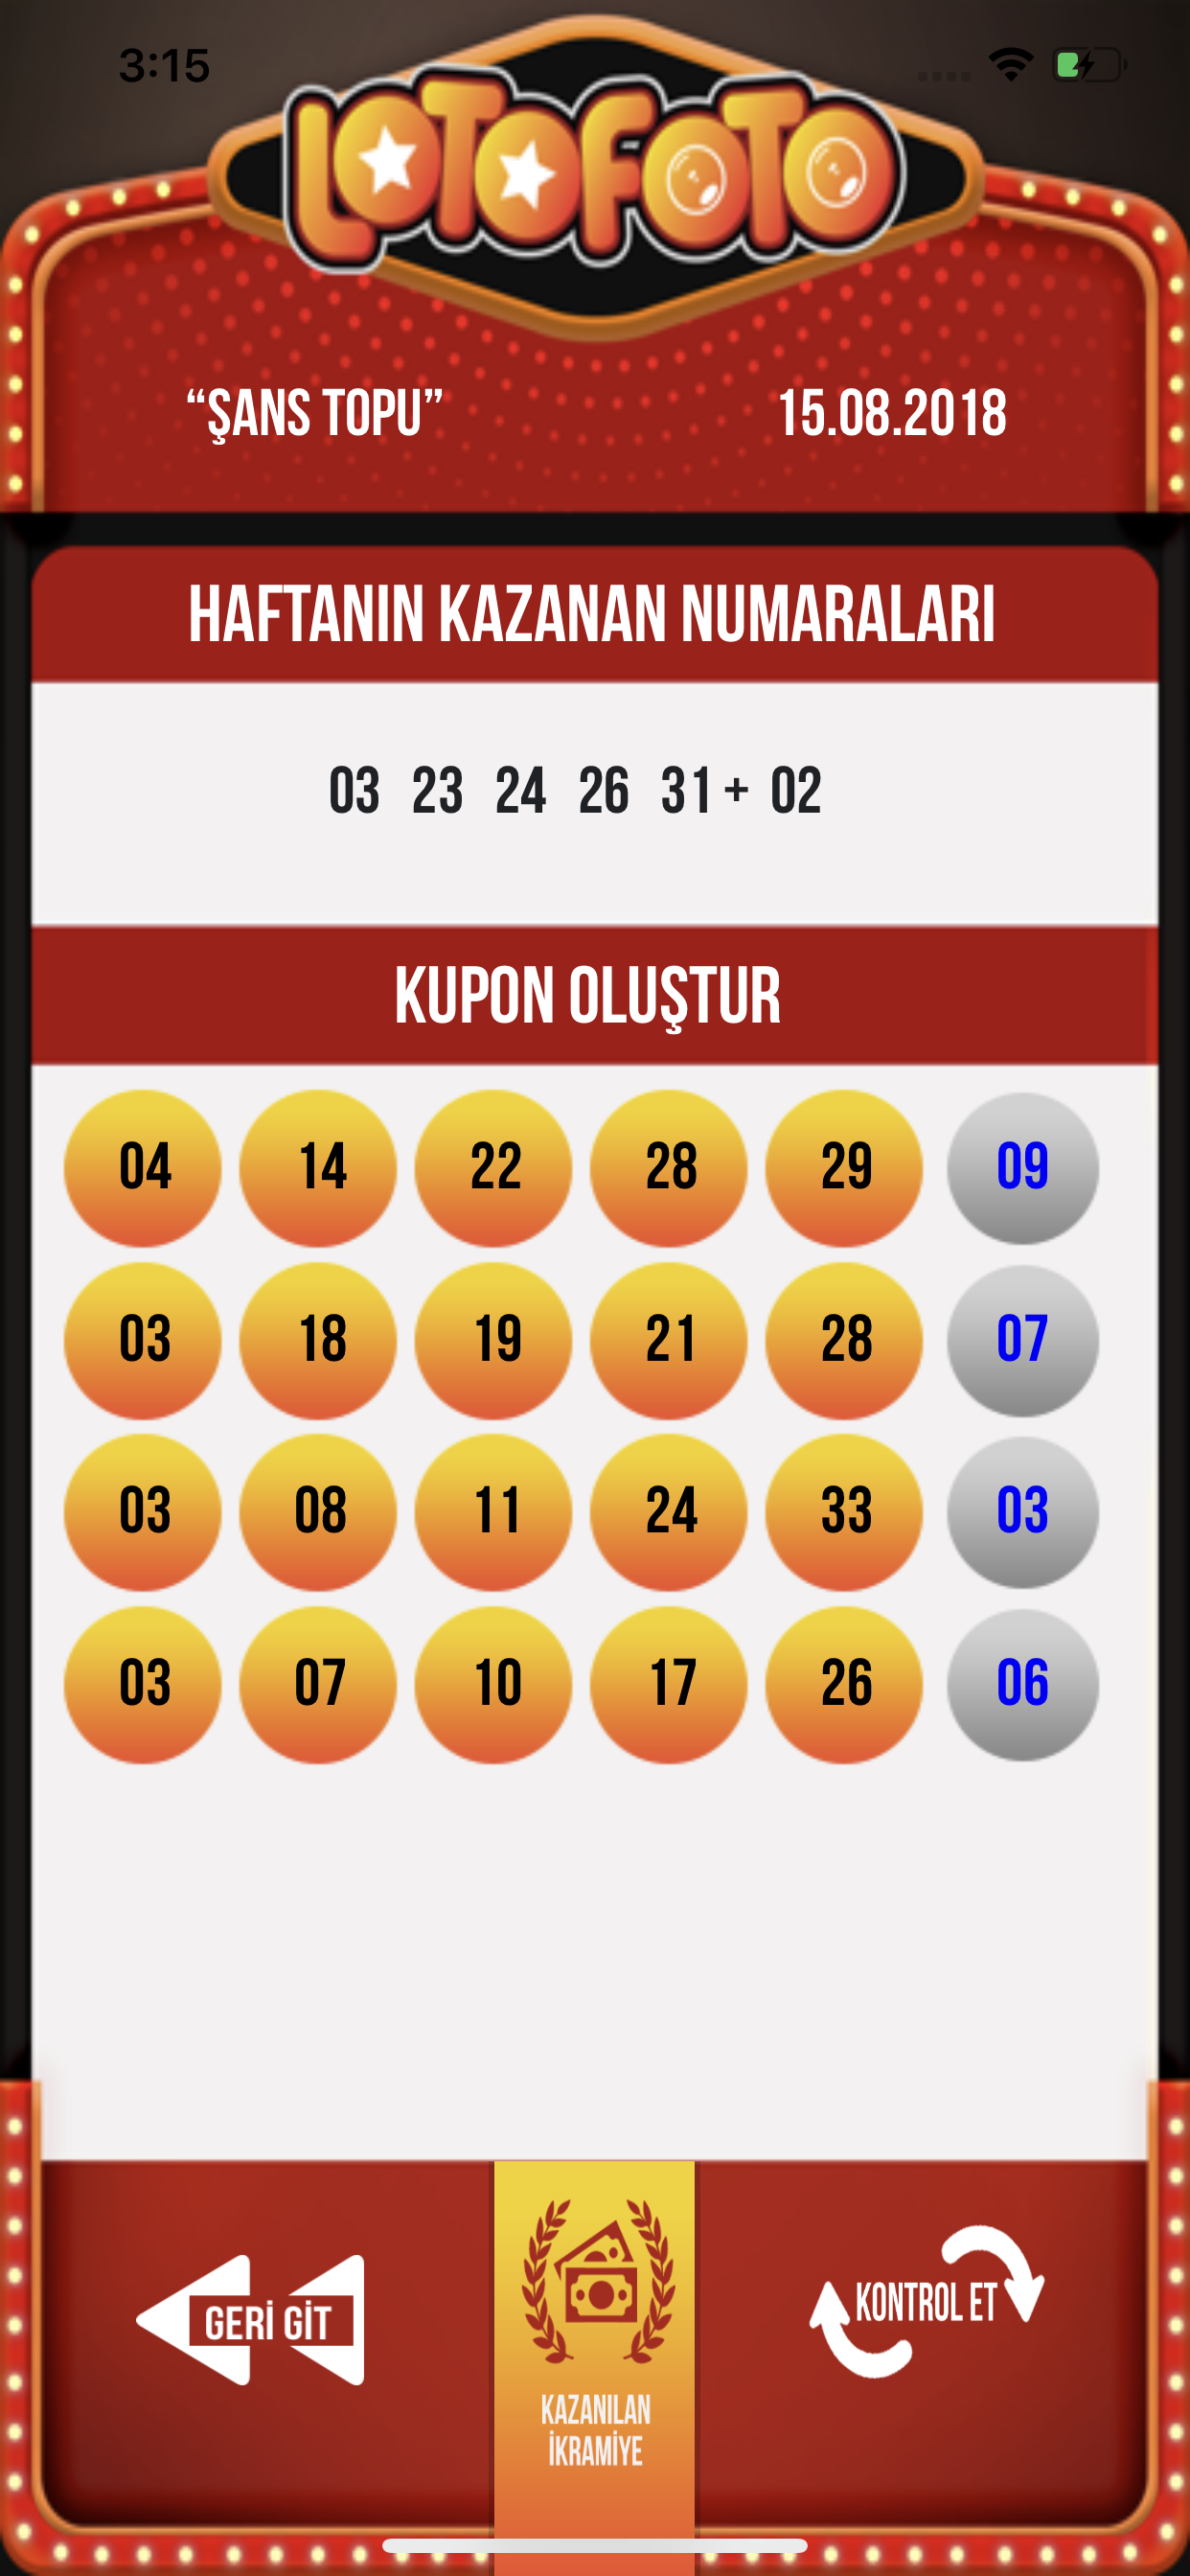 3:15
LOTOFOTO
“ŞANS TOPU” 15.08.2018
HAFTANIN KAZANAN NUMARALARI
03 23 24 26 31 + 02
KUPON OLUŞTUR
04 14 22 28 29 09
03 18 19 21 28 07
03 08 11 24 33 03
03 07 10 17 26 06
GERİ GİT
KONTROL ET
KAZANILAN
İKRAMİYE